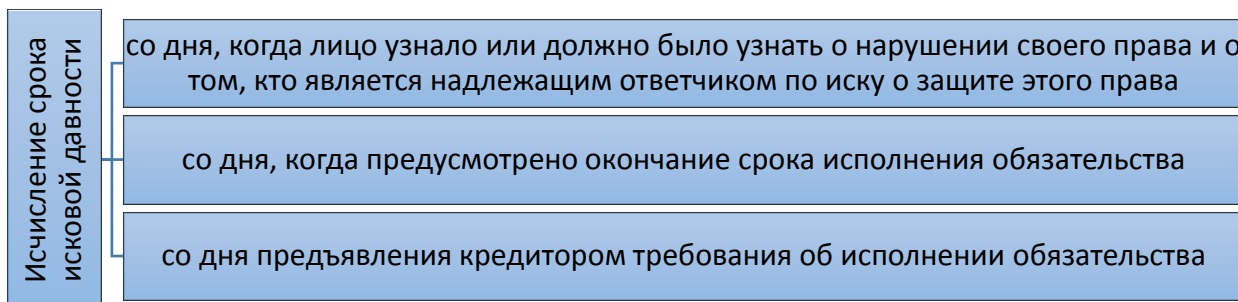 Исчисление срока
исковой давности
со дня, когда лицо узнало или должно было узнать о нарушении своего права и о
том, кто является надлежащим ответчиком по иску о защите этого права
со дня, когда предусмотрено окончание срока исполнения обязательства
со дня предъявления кредитором требования об исполнении обязательства